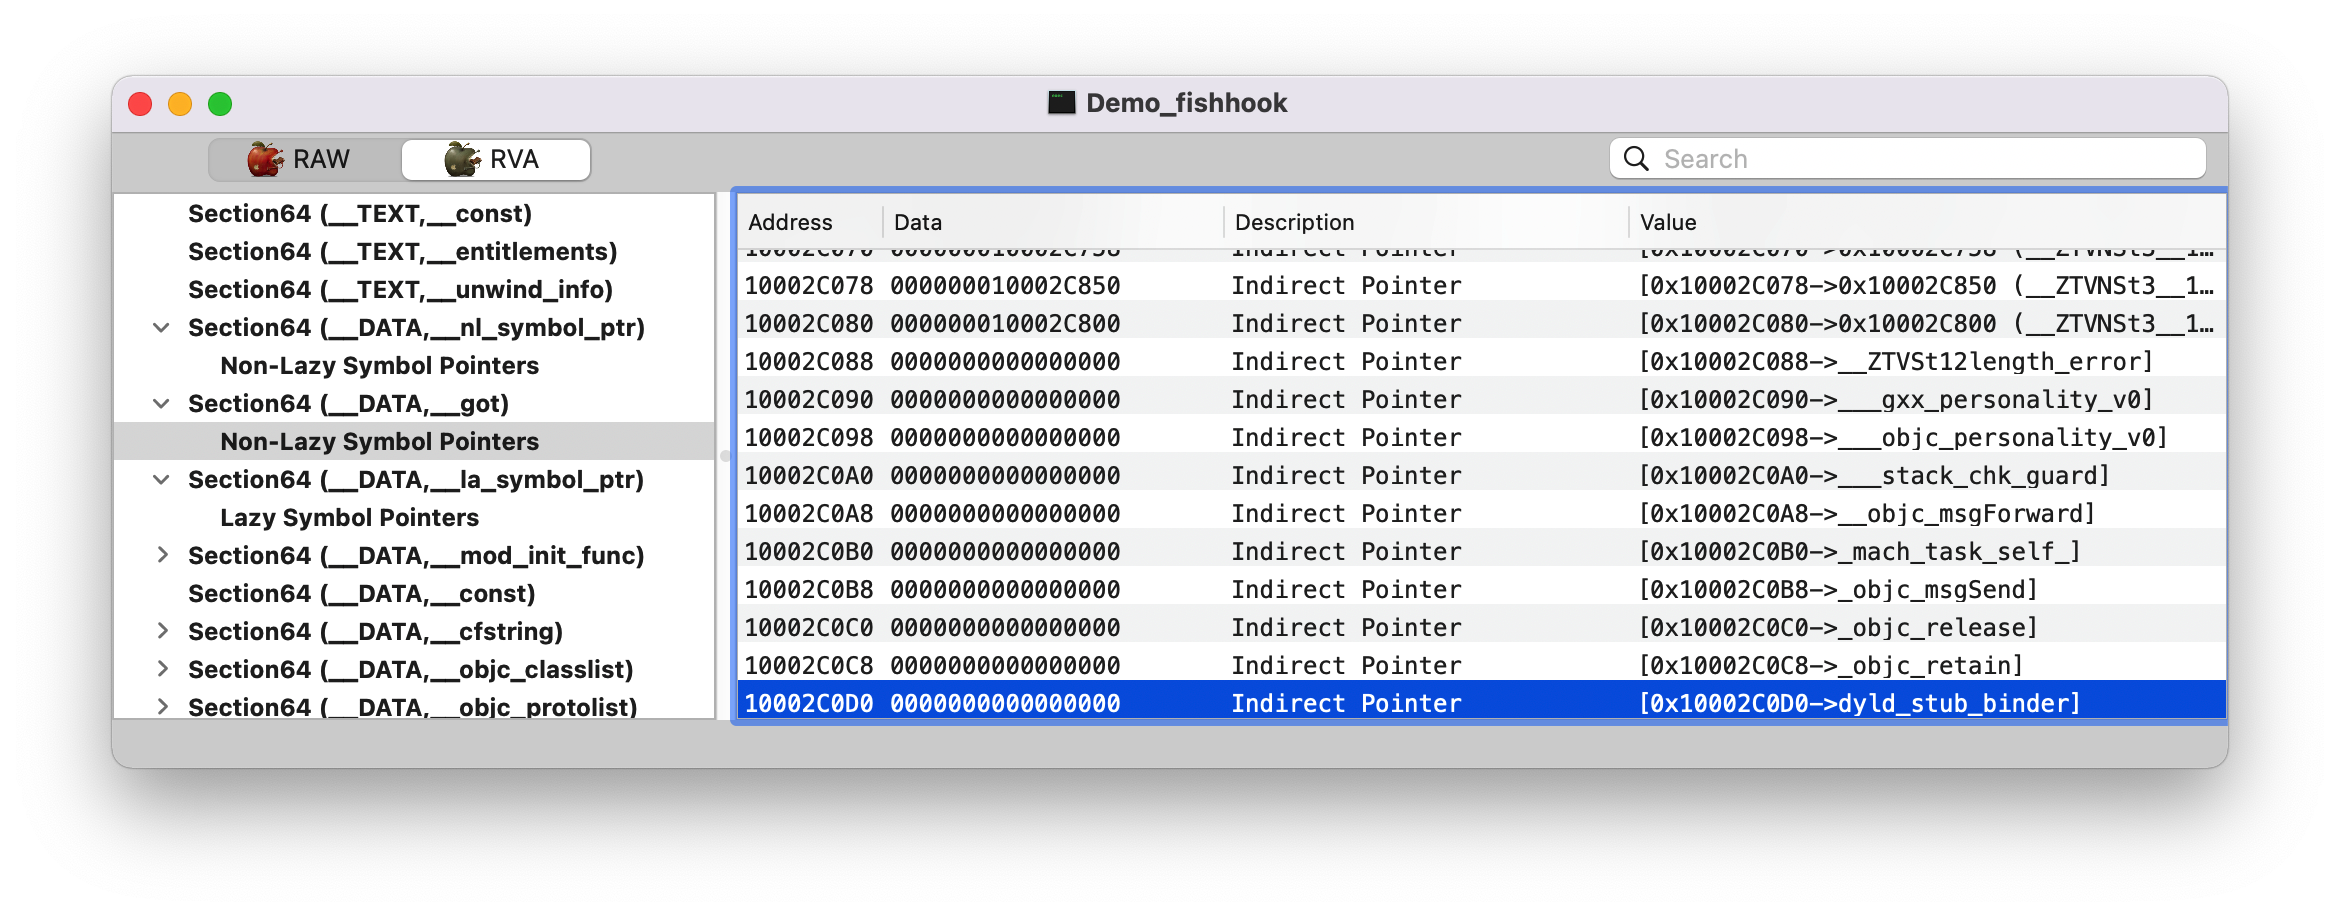 Demo_fishhook
RAW
RVA
Search
Section64 (__TEXT,__const)
Section64 (__TEXT,__entitlements)
Section64 (__TEXT,__unwind_info)
Section64 (__DATA,__nl_symbol_ptr)
Non-Lazy Symbol Pointers
Section64 (__DATA,__got)
Non-Lazy Symbol Pointers
Section64 (__DATA,__la_symbol_ptr)
Lazy Symbol Pointers
Section64 (__DATA,__mod_init_func)
Section64 (__DATA,__const)
Section64 (__DATA,__cfstring)
Section64 (__DATA,__objc_classlist)
Section64 (__DATA,__objc_protolist)
Address Data Description Value
Indirect Pointer
10002C078 000000010002C850 Indirect Pointer [0x10002C078->0x10002C850 (__ZTVNSt3__1…
10002C080 000000010002C800 Indirect Pointer [0x10002C080->0x10002C800 (__ZTVNSt3__1…
10002C088 0000000000000000 Indirect Pointer [0x10002C088->__ZTVSt12length_error]
10002C090 0000000000000000 Indirect Pointer [0x10002C090->___gxx_personality_v0]
10002C098 0000000000000000 Indirect Pointer [0x10002C098->___objc_personality_v0]
10002C0A0 0000000000000000 Indirect Pointer [0x10002C0A0->___stack_chk_guard]
10002C0A8 0000000000000000 Indirect Pointer [0x10002C0A8->__objc_msgForward]
10002C0B0 0000000000000000 Indirect Pointer [0x10002C0B0->_mach_task_self_]
10002C0B8 0000000000000000 Indirect Pointer [0x10002C0B8->_objc_msgSend]
10002C0C0 0000000000000000 Indirect Pointer [0x10002C0C0->_objc_release]
10002C0C8 0000000000000000 Indirect Pointer [0x10002C0C8->_objc_retain]
10002C0D0 0000000000000000 Indirect Pointer [0x10002C0D0->dyld_stub_binder]